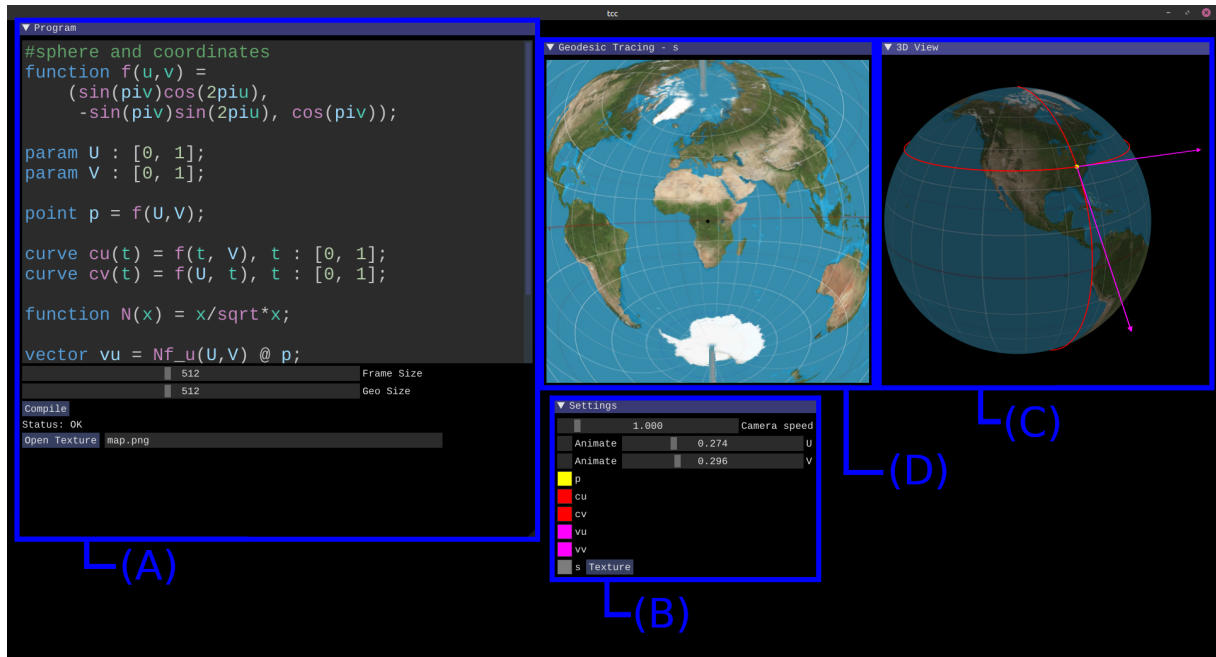 tcc
▼ Program
#sphere and coordinates
function f(u,v) =
    (sin(piv)cos(2piu),
     -sin(piv)sin(2piu), cos(piv));
param U : [0, 1];
param V : [0, 1];
point p = f(U,V);
curve cu(t) = f(t, V), t : [0, 1];
curve cv(t) = f(U, t), t : [0, 1];
function N(x) = x/sqrt*x;
vector vu = Nf_u(U,V) @ p;
512 Frame Size
512 Geo Size
Compile
Status: OK
Open Texture map.png
(A)
▼ Geodesic Tracing - s
▼ 3D View
(C)
(D)
▼ Settings
1.000 Camera speed
Animate 0.274 U
Animate 0.296 V
p
cu
cv
vu
vv
s Texture
(B)